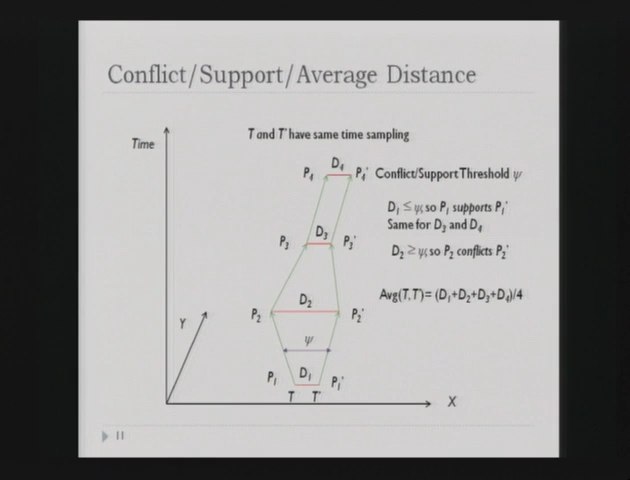 Conflict/Support/Average Distance
Time
T and T' have same time sampling
D₄
P₄
P₄'
Conflict/Support Threshold ψ
D₁ ≤ ψ, so P₁ supports P₁'
Same for D₃ and D₄
D₃
P₃
P₃'
D₂ ≥ ψ, so P₂ conflicts P₂'
Avg(T,T')= (D₁+D₂+D₃+D₄)/4
D₂
P₂
P₂'
Y
ψ
D₁
P₁
P₁'
T
T'
X
11